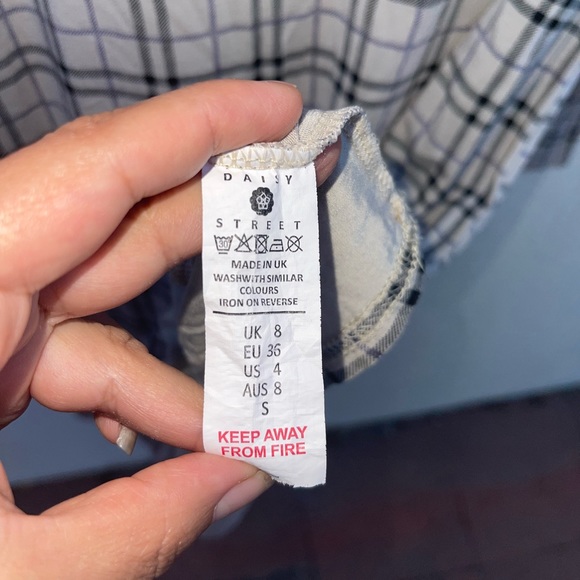 DAISY
STREET
30
MADE IN UK
WASH WITH SIMILAR
COLOURS
IRON ON REVERSE
UK 8
EU 36
US 4
AUS 8
S
KEEP AWAY
FROM FIRE